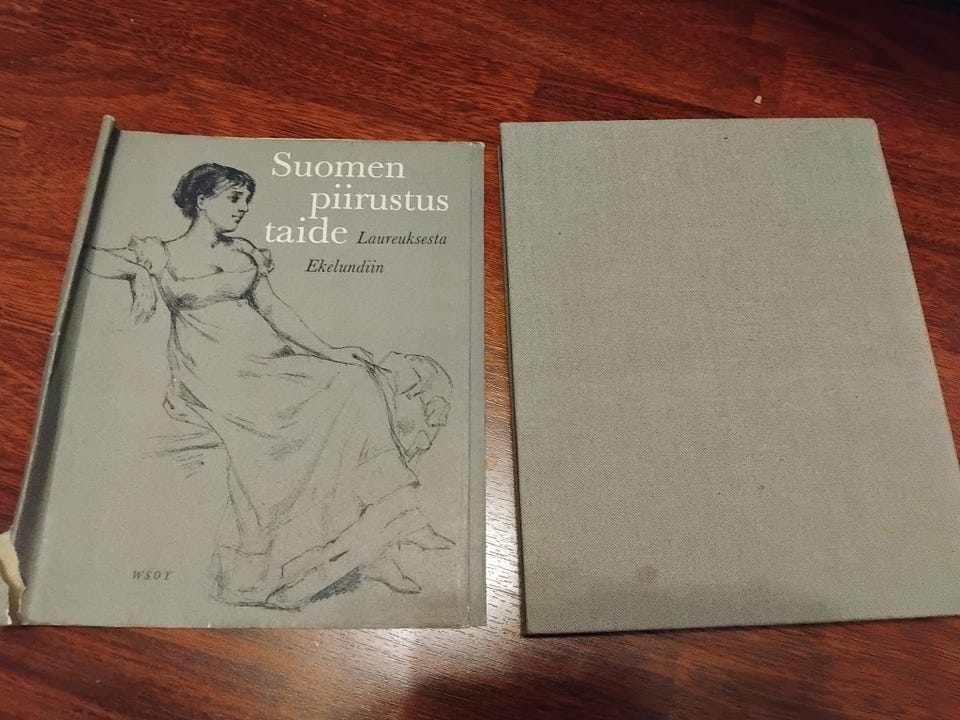 Suomen
piirustus
taide Laureuksesta
Ekelundiin
WSOY